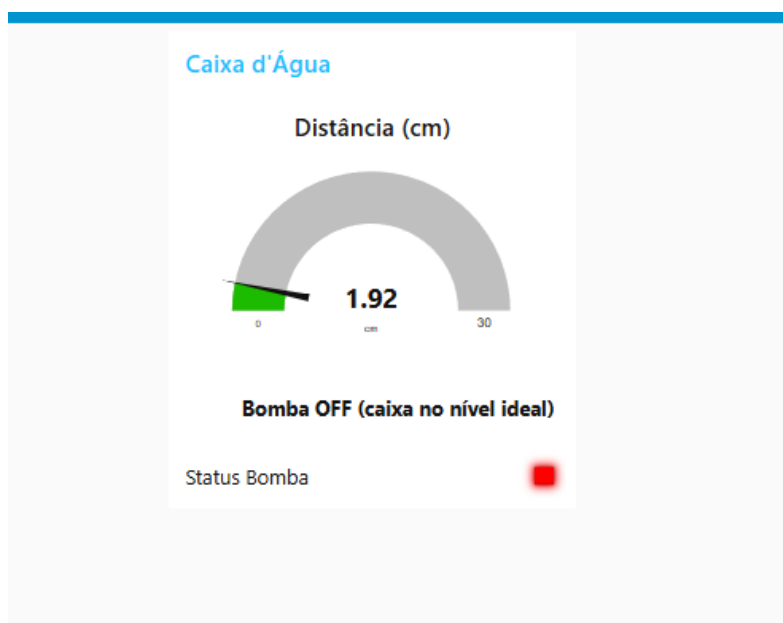 Caixa d'Água
Distância (cm)
1.92
0
cm
30
Bomba OFF (caixa no nível ideal)
Status Bomba